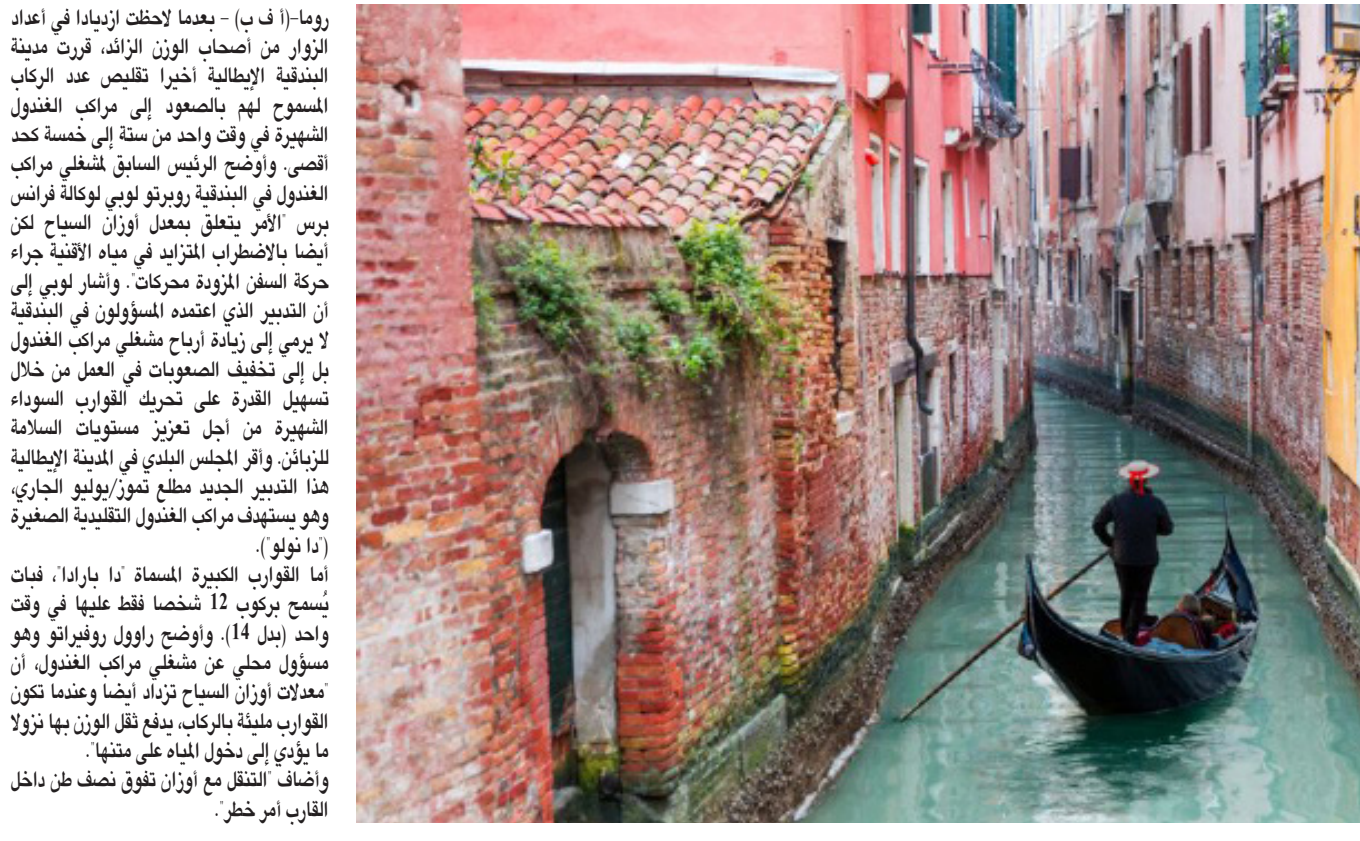 روما-(أ ف ب) - بعدما لاحظت ازديادا في أعداد
الزوار من أصحاب الوزن الزائد، قررت مدينة
البندقية الإيطالية أخيرا تقليص عدد الركاب
المسموح لهم بالصعود إلى مراكب الغندول
الشهيرة في وقت واحد من ستة إلى خمسة كحد
أقصى. وأوضح الرئيس السابق لمشغلي مراكب
الغندول في البندقية روبرتو لوبي لوكالة فرانس
برس "الأمر يتعلق بمعدل أوزان السياح لكن
أيضا بالاضطراب المتزايد في مياه الأقنية جراء
حركة السفن المزودة محركات". وأشار لوبي إلى
أن التدبير الذي اعتمده المسؤولون في البندقية
لا يرمي إلى زيادة أرباح مشغلي مراكب الغندول
بل إلى تخفيف الصعوبات في العمل من خلال
تسهيل القدرة على تحريك القوارب السوداء
الشهيرة من أجل تعزيز مستويات السلامة
للزبائن. وأقر المجلس البلدي في المدينة الإيطالية
هذا التدبير الجديد مطلع تموز/يوليو الجاري،
وهو يستهدف مراكب الغندول التقليدية الصغيرة
("دا نولو").
أما القوارب الكبيرة المسماة "دا بارادا"، فبات
يُسمح بركوب 12 شخصا فقط عليها في وقت
واحد (بدل 14). وأوضح راوول روفيراتو وهو
مسؤول محلي عن مشغلي مراكب الغندول، أن
"معدلات أوزان السياح تزداد أيضا وعندما تكون
القوارب مليئة بالركاب، يدفع ثقل الوزن بها نزولا
ما يؤدي إلى دخول المياه على متنها".
وأضاف "التنقل مع أوزان تفوق نصف طن داخل
القارب أمر خطر".